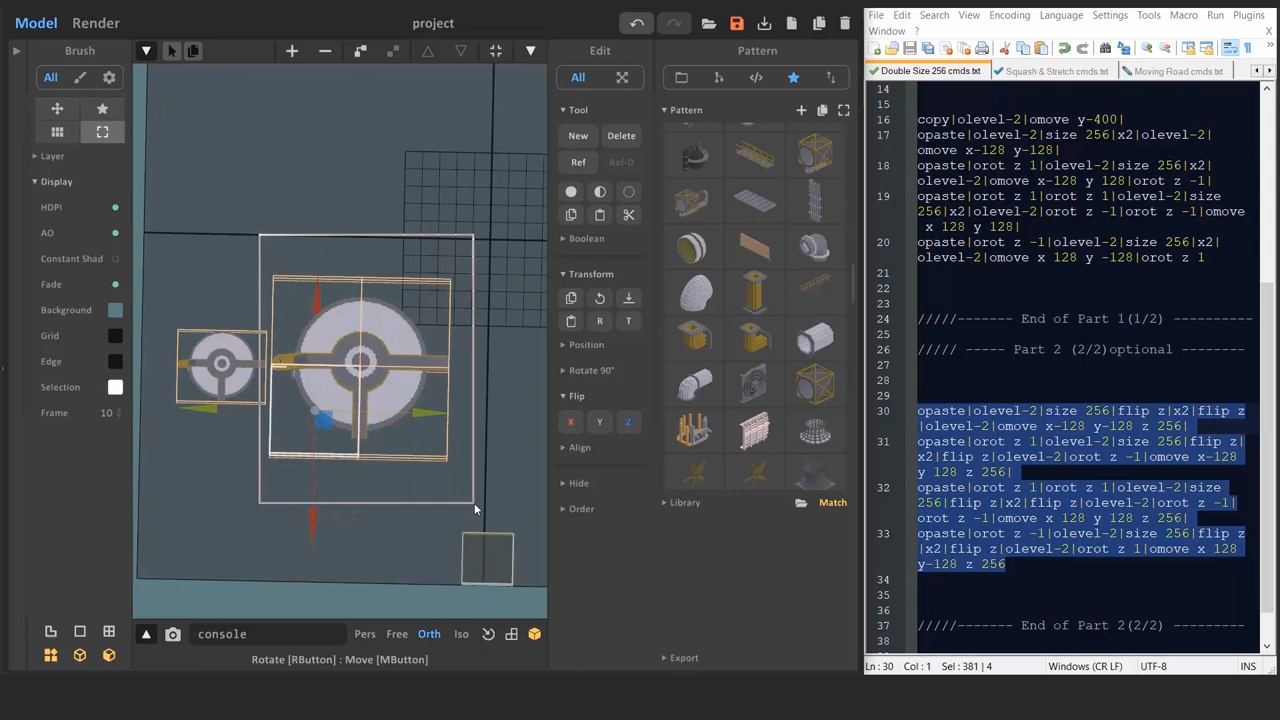 Model Render project
Brush
All
Layer
Display
HDPI
AO
Constant Shad
Fade
Background
Grid
Edge
Selection
Frame 10
console Pers Free Orth Iso
Rotate [RButton] : Move [MButton]
Edit
All
Tool
New Delete
Ref Ref-D
Boolean
Transform
R T
Position
Rotate 90°
Flip
X Y Z
Align
Hide
Order
Pattern
All
Pattern
Library Match
Export
File Edit Search View Encoding Language Settings Tools Macro Run Plugins
Window ? X
Double Size 256 cmds.txt Squash & Stretch cmds.txt Moving Road cmds.txt
14
15
16 copy|olevel-2|omove y-400|
17 opaste|olevel-2|size 256|x2|olevel-2|
omove x-128 y-128|
18 opaste|orot z 1|olevel-2|size 256|x2|
olevel-2|omove x-128 y 128|orot z -1|
19 opaste|orot z 1|orot z 1|olevel-2|size
256|x2|olevel-2|orot z -1|orot z -1|omove
x 128 y 128|
20 opaste|orot z -1|olevel-2|size 256|x2|
olevel-2|omove x 128 y -128|orot z 1
21
22
23
24 /////------- End of Part 1(1/2) ----------
25
26 ///// ----- Part 2 (2/2)optional -------
27
28
29
30 opaste|olevel-2|size 256|flip z|x2|flip z
|olevel-2|omove x-128 y-128 z 256|
31 opaste|orot z 1|olevel-2|size 256|flip z|
x2|flip z|olevel-2|orot z -1|omove x-128
y 128 z 256|
32 opaste|orot z 1|orot z 1|olevel-2|size
256|flip z|x2|flip z|olevel-2|orot z -1|
orot z -1|omove x 128 y 128 z 256|
33 opaste|orot z -1|olevel-2|size 256|flip z
|x2|flip z|olevel-2|orot z 1|omove x 128
y-128 z 256
34
35
36
37 /////------- End of Part 2(2/2) ---------
38
Ln : 30 Col : 1 Sel : 381 | 4 Windows (CR LF) UTF-8 INS